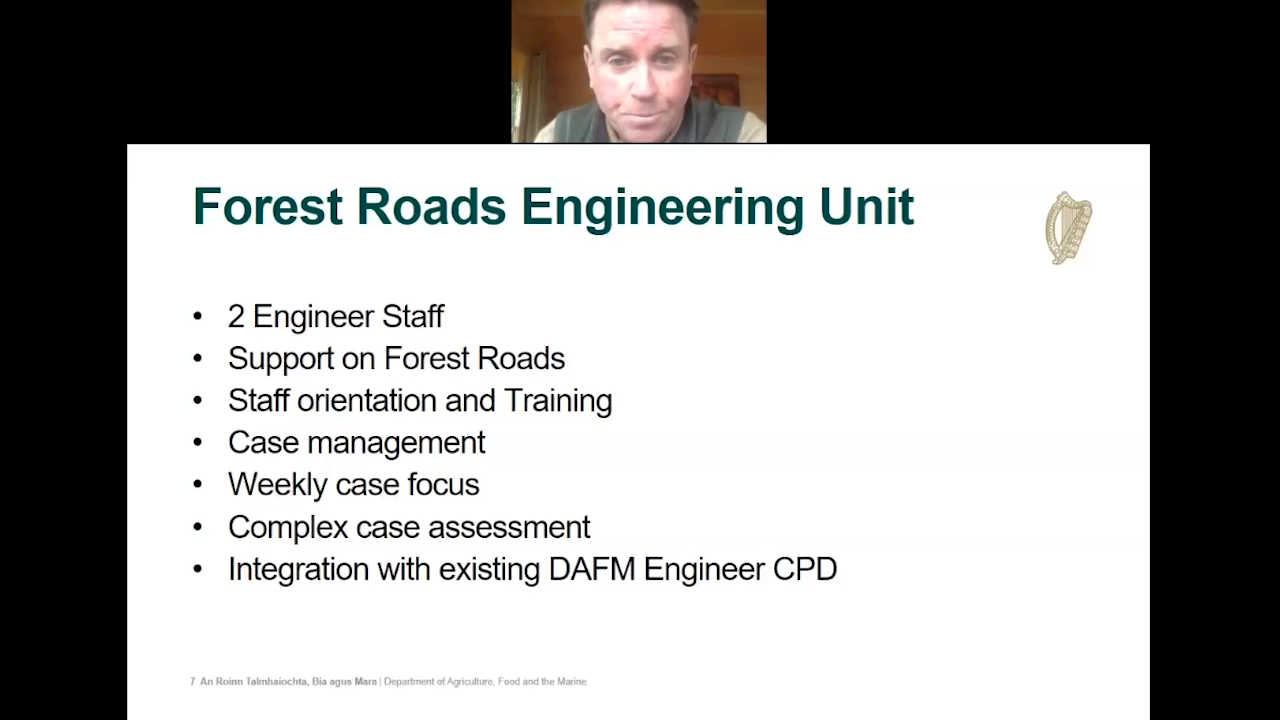 Forest Roads Engineering Unit
• 2 Engineer Staff
• Support on Forest Roads
• Staff orientation and Training
• Case management
• Weekly case focus
• Complex case assessment
• Integration with existing DAFM Engineer CPD
7 An Roinn Talmhaíochta, Bia agus Mara | Department of Agriculture, Food and the Marine